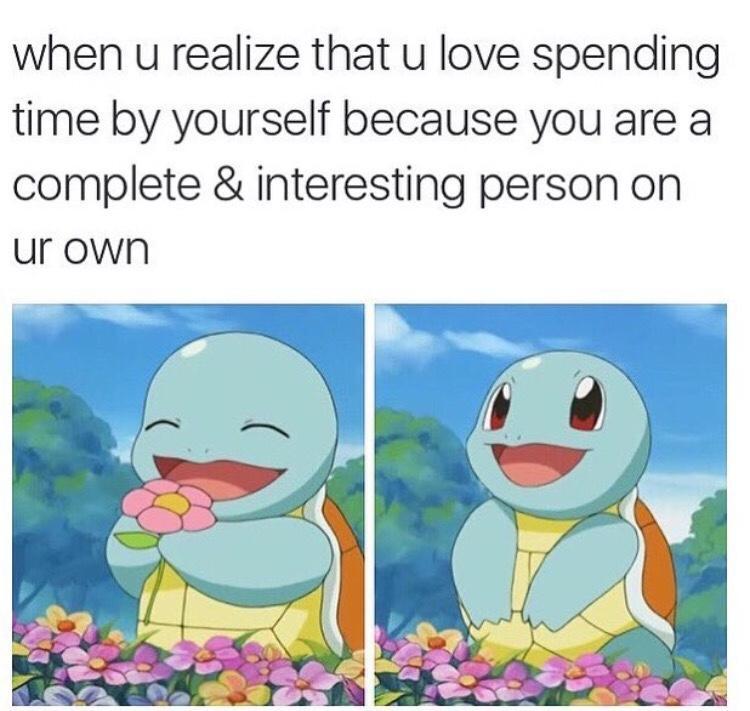 when u realize that u love spending
time by yourself because you are a
complete & interesting person on
ur own